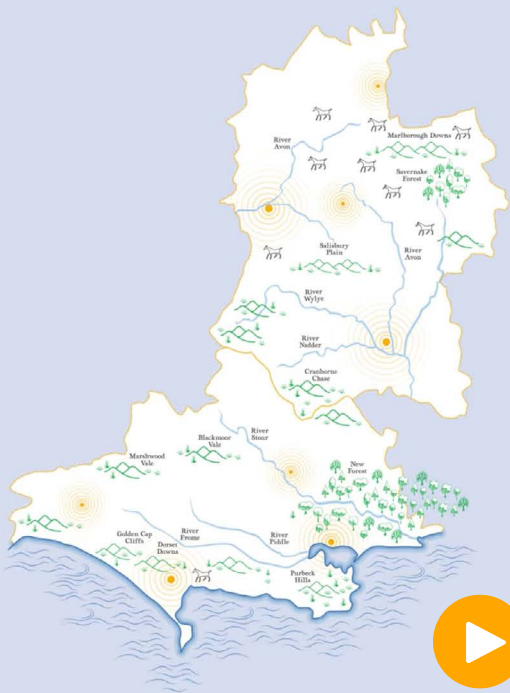 River
Avon
Marlborough Downs
Savernake
Forest
Salisbury
Plain
River
Avon
River
Wylye
River
Nadder
Cranborne
Chase
River
Stour
Blackmoor
Vale
Marshwood
Vale
New
Forest
Golden Cap
Cliffs
Dorset
Downs
River
Frome
River
Piddle
Purbeck
Hills